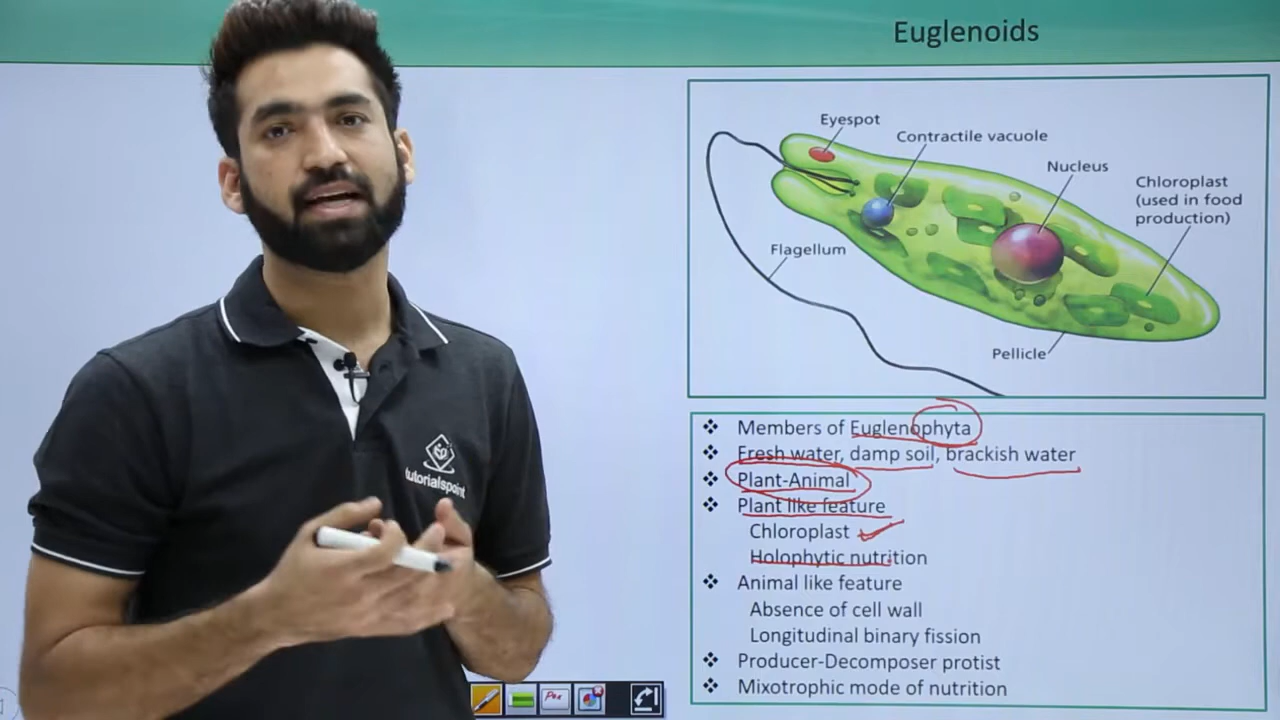 Euglenoids
Eyespot
Contractile vacuole
Nucleus
Chloroplast
(used in food
production)
Flagellum
Pellicle
❖ Members of Euglenophyta
❖ Fresh water, damp soil, brackish water
❖ Plant-Animal
❖ Plant like feature
Chloroplast
Holophytic nutrition
❖ Animal like feature
Absence of cell wall
Longitudinal binary fission
❖ Producer-Decomposer protist
❖ Mixotrophic mode of nutrition
tutorialspoint